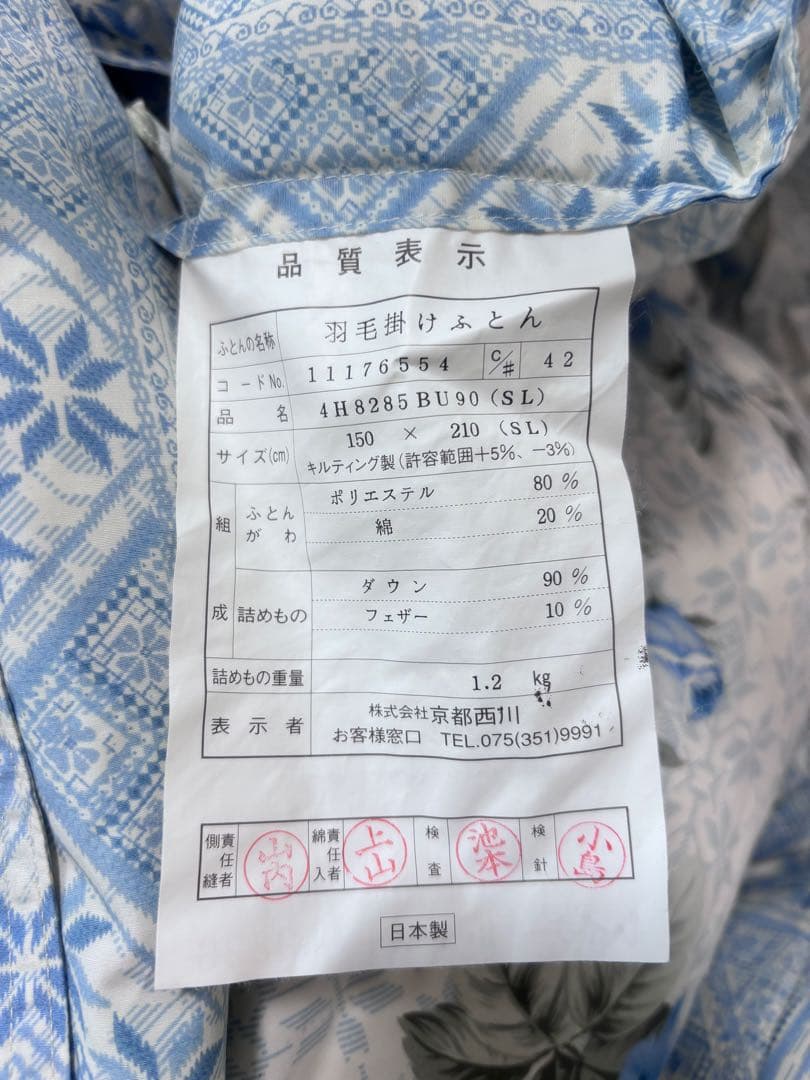 品質表示
ふとんの名称 羽毛掛けふとん
コードNo. 11176554 C/# 42
品名 4H8285BU90(SL)
サイズ(cm) 150 × 210 (SL)
キルティング製(許容範囲+5%、−3%)
組成 ふとんがわ ポリエステル 80%
綿 20%
詰めもの ダウン 90%
フェザー 10%
詰めもの重量 1.2 kg
表示者 株式会社京都西川
お客様窓口 TEL.075(351)9991
側縫責任者 山内 綿入責任者 上山 検査 池本 検針 小島
日本製